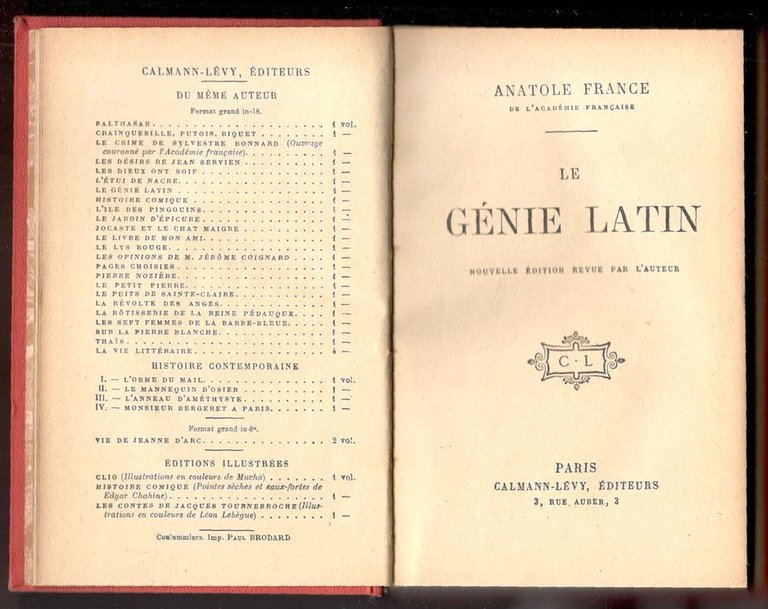 CALMANN-LÉVY, ÉDITEURS
DU MÊME AUTEUR
Format grand in-18.
BALTHASAR. . . . . . . . . . . . . . . . . . . . 1 vol.
CRAINQUEBILLE, PUTOIS, RIQUET . . . . . . . . 1 —
LE CRIME DE SYLVESTRE BONNARD (Ouvrage
couronné par l'Académie française). . . . . . . . . 1 —
LES DÉSIRS DE JEAN SERVIEN . . . . . . . . . . 1 —
LES DIEUX ONT SOIF . . . . . . . . . . . . . . . 1 —
L'ÉTUI DE NACRE. . . . . . . . . . . . . . . . . 1 —
LE GÉNIE LATIN . . . . . . . . . . . . . . . . . 1 —
HISTOIRE COMIQUE . . . . . . . . . . . . . . . . 1 —
L'ILE DES PINGOUINS. . . . . . . . . . . . . . . 1 —
LE JARDIN D'ÉPICURE . . . . . . . . . . . . . . 1 —
JOCASTE ET LE CHAT MAIGRE . . . . . . . . . . 1 —
LE LIVRE DE MON AMI. . . . . . . . . . . . . . . 1 —
LE LYS ROUGE. . . . . . . . . . . . . . . . . . 1 —
LES OPINIONS DE M. JÉRÔME COIGNARD . . . . 1 —
PAGES CHOISIES . . . . . . . . . . . . . . . . . 1 —
PIERRE NOZIÈRE. . . . . . . . . . . . . . . . . 1 —
LE PETIT PIERRE. . . . . . . . . . . . . . . . . 1 —
LE PUITS DE SAINTE-CLAIRE. . . . . . . . . . . 1 —
LA RÉVOLTE DES ANGES. . . . . . . . . . . . . 1 —
LA RÔTISSERIE DE LA REINE PÉDAUQUE. . . . 1 —
LES SEPT FEMMES DE LA BARBE-BLEUE. . . . . 1 —
SUR LA PIERRE BLANCHE. . . . . . . . . . . . . 1 —
THAÏS. . . . . . . . . . . . . . . . . . . . . . 1 —
LA VIE LITTÉRAIRE. . . . . . . . . . . . . . . . 4 —
HISTOIRE CONTEMPORAINE
I. — L'ORME DU MAIL. . . . . . . . . . . . . . . 1 vol.
II. — LE MANNEQUIN D'OSIER . . . . . . . . . . 1 —
III. — L'ANNEAU D'AMÉTHYSTE. . . . . . . . . . 1 —
IV. — MONSIEUR BERGERET A PARIS. . . . . . . 1 —
Format grand in-8º.
VIE DE JEANNE D'ARC. . . . . . . . . . . . . . . 2 vol.
ÉDITIONS ILLUSTRÉES
CLIO (Illustrations en couleurs de Mucha) . . . . . . . 1 vol.
HISTOIRE COMIQUE (Pointes sèches et eaux-fortes de
Edgar Chahine) . . . . . . . . . . . . . . . . . . 1 —
LES CONTES DE JACQUES TOURNEBROCHE (Illus-
trations en couleurs de Léon Lebègue) . . . . . . . . 1 —
Coulommiers. Imp. PAUL BRODARD
ANATOLE FRANCE
DE L'ACADÉMIE FRANÇAISE
LE
GÉNIE LATIN
NOUVELLE ÉDITION REVUE PAR L'AUTEUR
C · L
PARIS
CALMANN-LÉVY, ÉDITEURS
3, RUE AUBER, 3